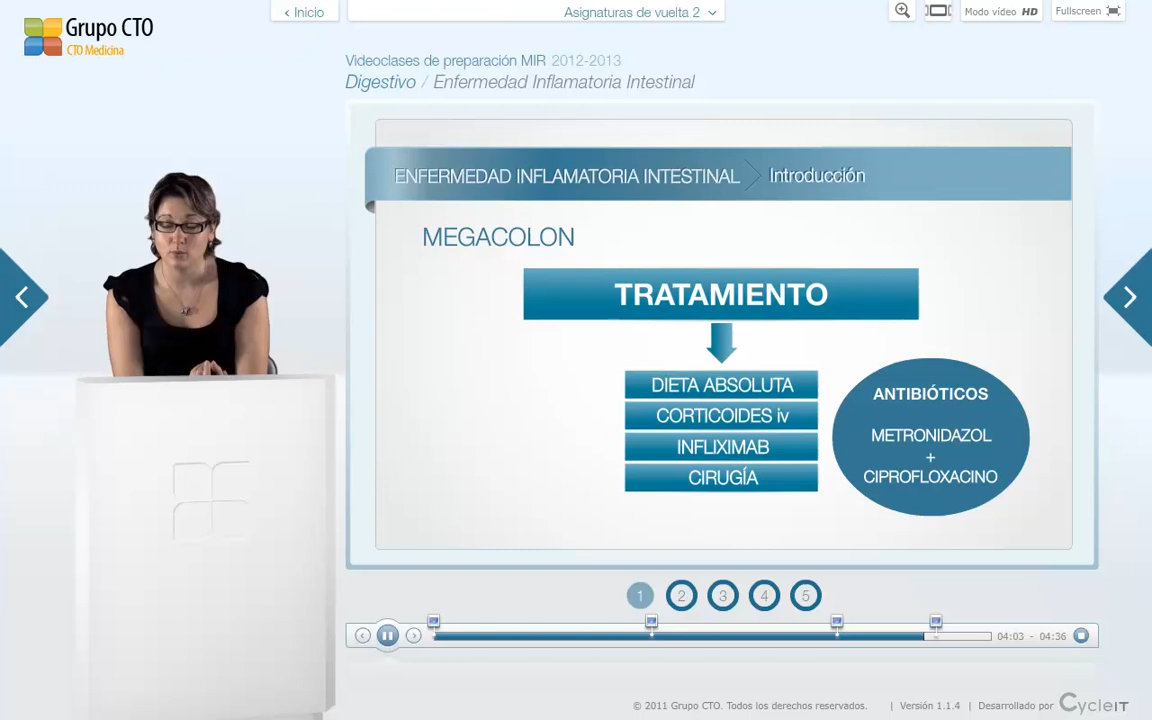 Grupo CTO
CTO Medicina
‹ Inicio
Asignaturas de vuelta 2
Modo vídeo HD
Fullscreen
Videoclases de preparación MIR 2012-2013
Digestivo / Enfermedad Inflamatoria Intestinal
ENFERMEDAD INFLAMATORIA INTESTINAL Introducción
MEGACOLON
TRATAMIENTO
DIETA ABSOLUTA
CORTICOIDES iv
INFLIXIMAB
CIRUGÍA
ANTIBIÓTICOS
METRONIDAZOL
+
CIPROFLOXACINO
1 2 3 4 5
04:03 - 04:36
© 2011 Grupo CTO. Todos los derechos reservados. | Versión 1.1.4 | Desarrollado por CycleIT